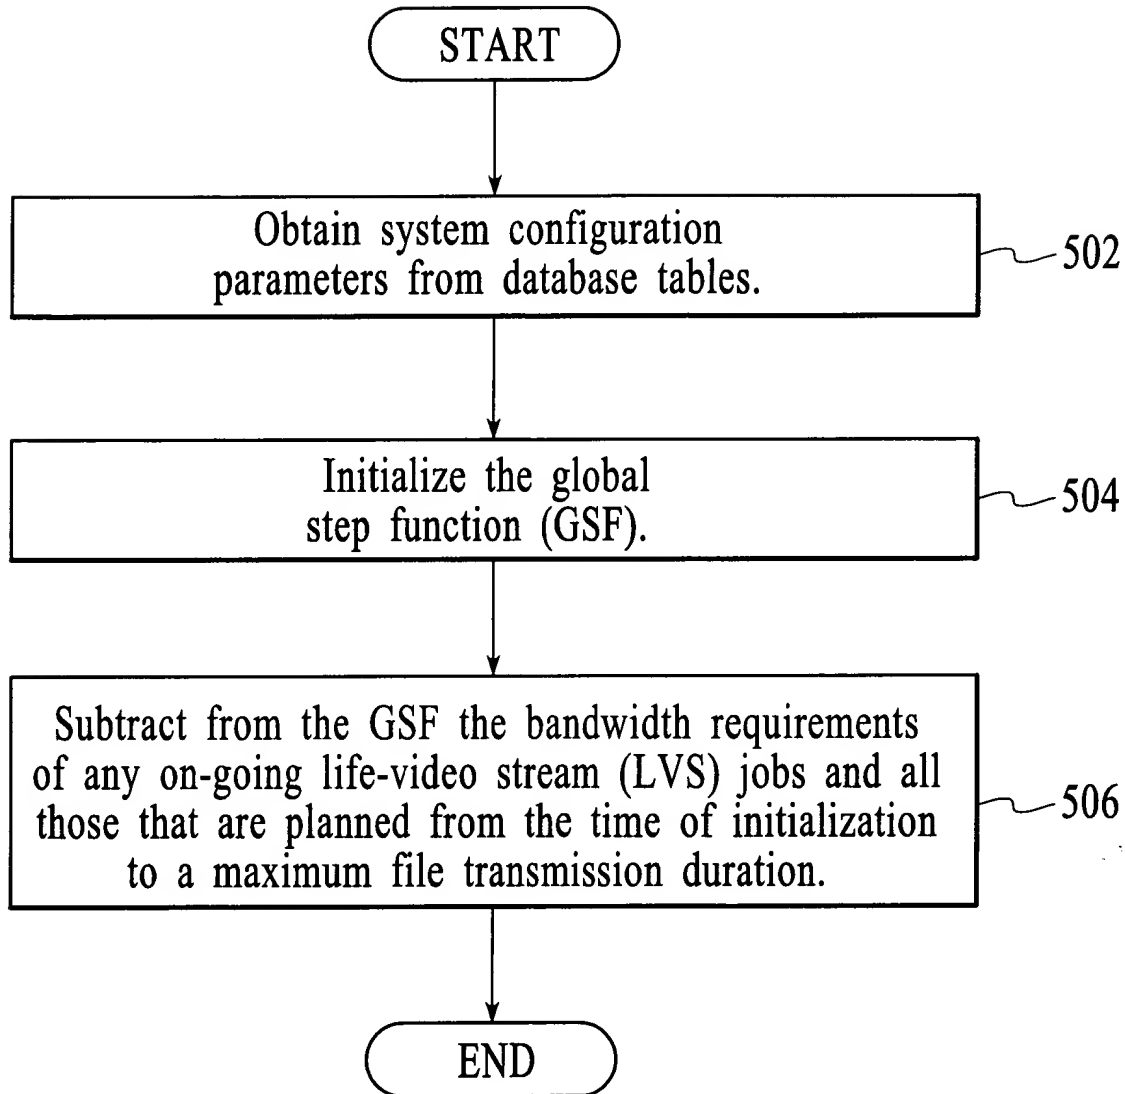 START
Obtain system configuration
parameters from database tables.
502
Initialize the global
step function (GSF).
504
Subtract from the GSF the bandwidth requirements
of any on-going life-video stream (LVS) jobs and all
those that are planned from the time of initialization
to a maximum file transmission duration.
506
END